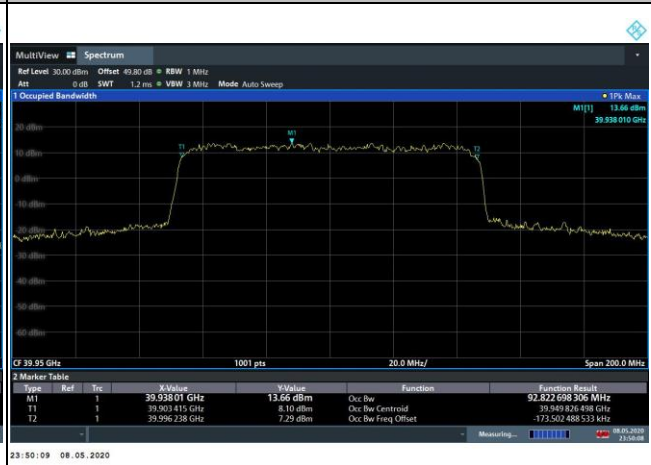 MultiView Spectrum
Ref Level 30.00 dBm Offset 49.80 dB RBW 1 MHz
Att 0 dB SWT 1.2 ms VBW 3 MHz Mode Auto Sweep
1 Occupied Bandwidth 1Pk Max
M1[1] 13.66 dBm
39.938 010 GHz
20 dBm
M1
T1 T2
10 dBm
0 dBm
-10 dBm
-20 dBm
-30 dBm
-40 dBm
-50 dBm
-60 dBm
CF 39.95 GHz 1001 pts 20.0 MHz/ Span 200.0 MHz
2 Marker Table
Type Ref Trc X-Value Y-Value Function Function Result
M1 1 39.93801 GHz 13.66 dBm Occ Bw 92.822 698 306 MHz
T1 1 39.903 415 GHz 8.10 dBm Occ Bw Centroid 39.949 826 498 GHz
T2 1 39.996 238 GHz 7.29 dBm Occ Bw Freq Offset -173.502 488 533 kHz
Measuring... 08.05.2020
23:50:08
23:50:09 08.05.2020